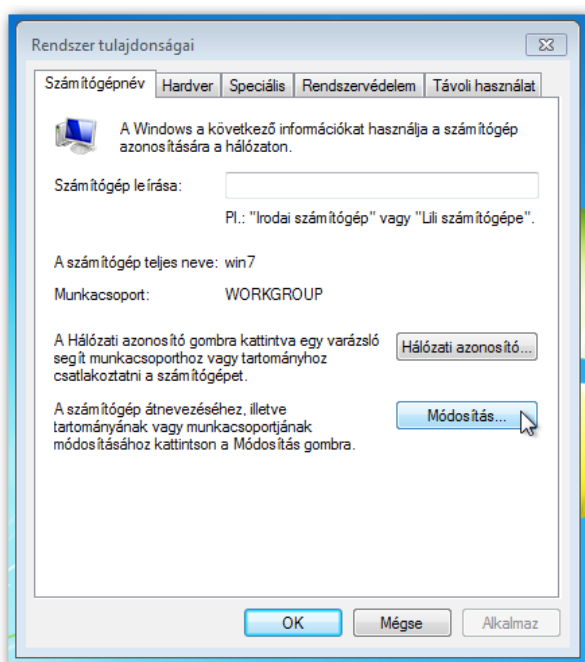 Rendszer tulajdonságai
Számítógépnév Hardver Speciális Rendszervédelem Távoli használat
A Windows a következő információkat használja a számítógép
azonosítására a hálózaton.
Számítógép leírása:
Pl.: "Irodai számítógép" vagy "Lili számítógépe".
A számítógép teljes neve: win7
Munkacsoport: WORKGROUP
A Hálózati azonosító gombra kattintva egy varázsló
segít munkacsoporthoz vagy tartományhoz
csatlakoztatni a számítógépet.
Hálózati azonosító...
A számítógép átnevezéséhez, illetve
tartományának vagy munkacsoportjának
módosításához kattintson a Módosítás gombra.
Módosítás...
OK Mégse Alkalmaz